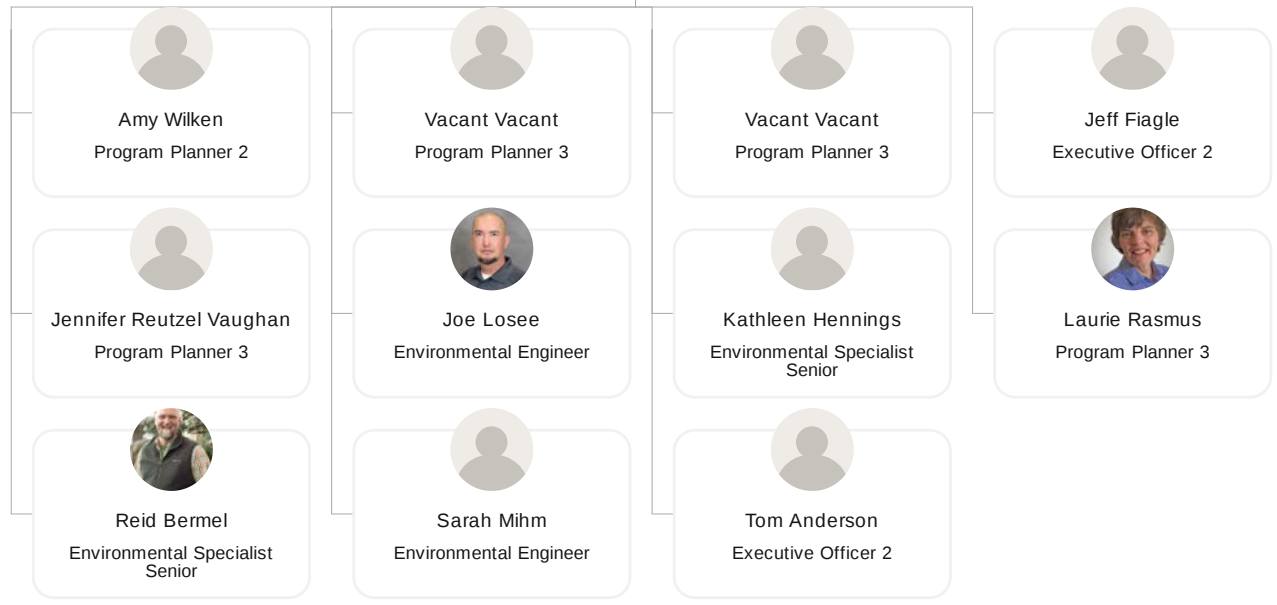 Amy Wilken
Program Planner 2
Vacant Vacant
Program Planner 3
Vacant Vacant
Program Planner 3
Jeff Fiagle
Executive Officer 2
Jennifer Reutzel Vaughan
Program Planner 3
Joe Losee
Environmental Engineer
Kathleen Hennings
Environmental Specialist
Senior
Laurie Rasmus
Program Planner 3
Reid Bermel
Environmental Specialist
Senior
Sarah Mihm
Environmental Engineer
Tom Anderson
Executive Officer 2